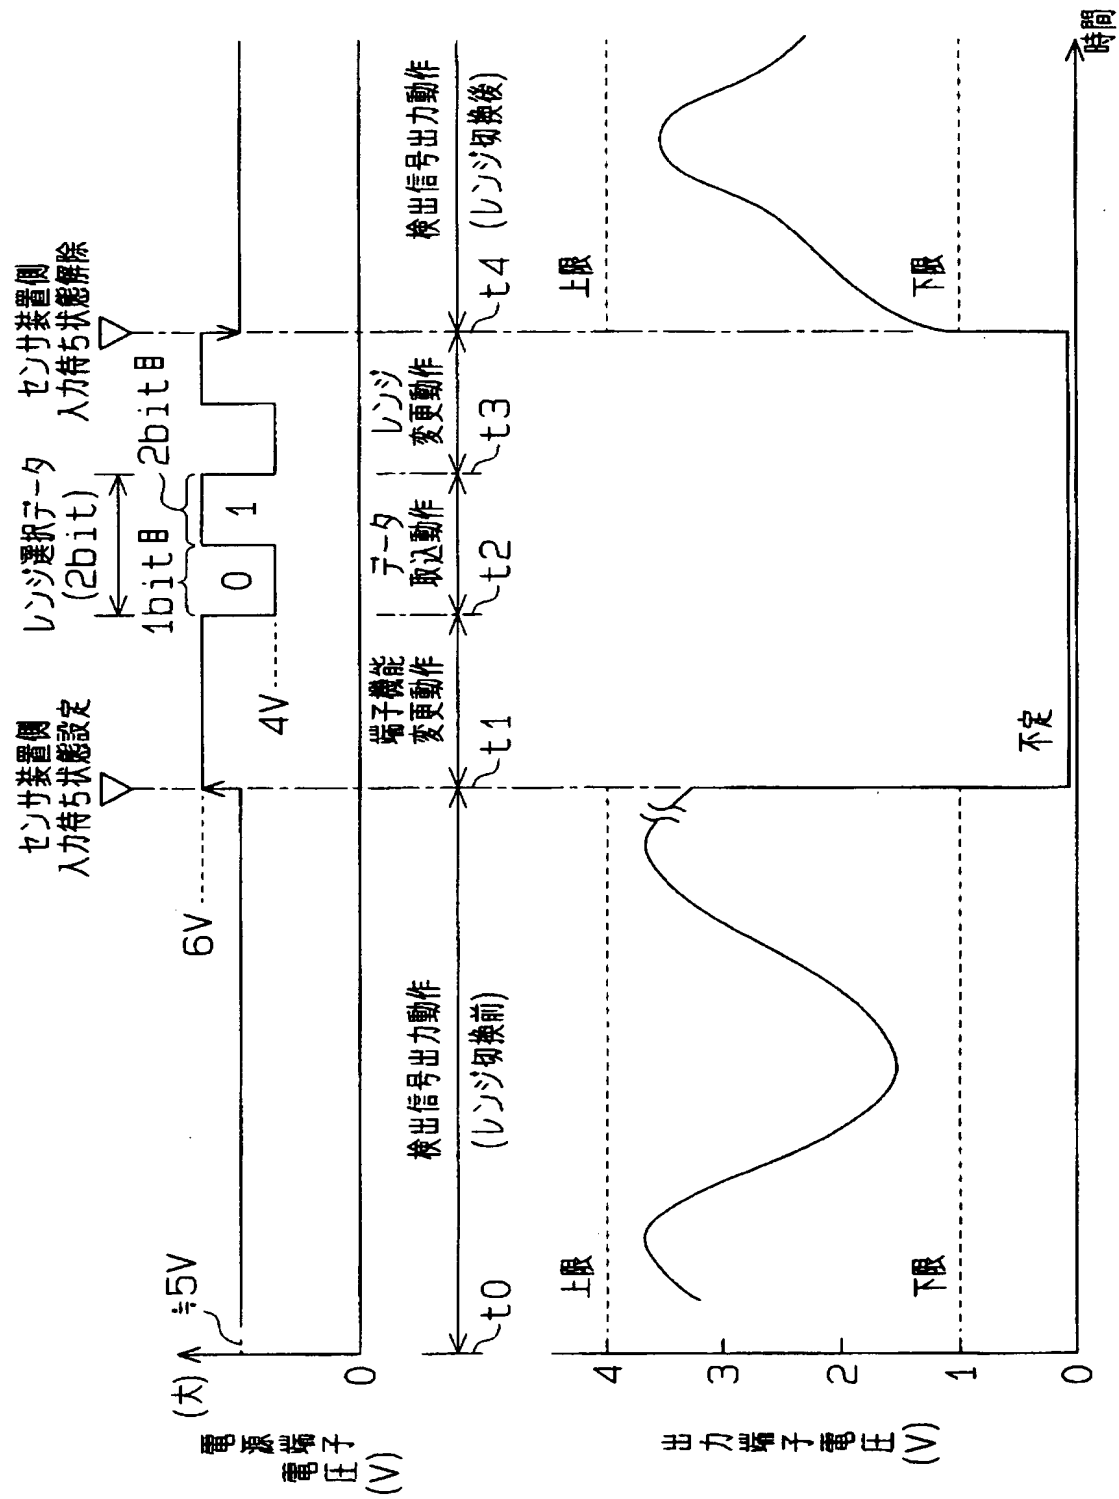 電源端子
電圧
(V)
(大)
≒5V
0
6V
4V
センサ装置側
入力待ち状態設定
レンジ選択データ
(2bit)
1bit目
2bit目
0
1
センサ装置側
入力待ち状態解除
検出信号出力動作
(レンジ切換前)
端子機能
変更動作
データ
取込動作
レンジ
変更動作
検出信号出力動作
(レンジ切換後)
t0
t1
t2
t3
t4
出力端子電圧
(V)
4
3
2
1
0
上限
下限
不定
上限
下限
時間